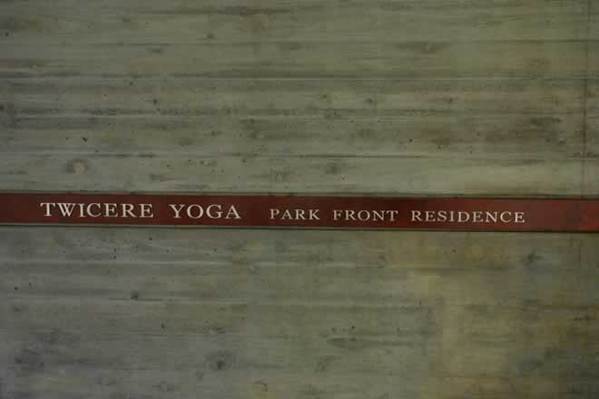 TWICERE YOGA PARK FRONT RESIDENCE